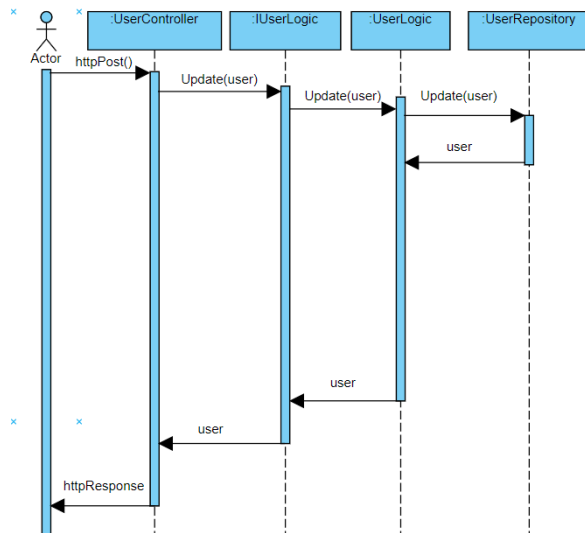 :UserController
:IUserLogic
:UserLogic
:UserRepository
Actor
httpPost()
Update(user)
Update(user)
Update(user)
user
user
user
httpResponse